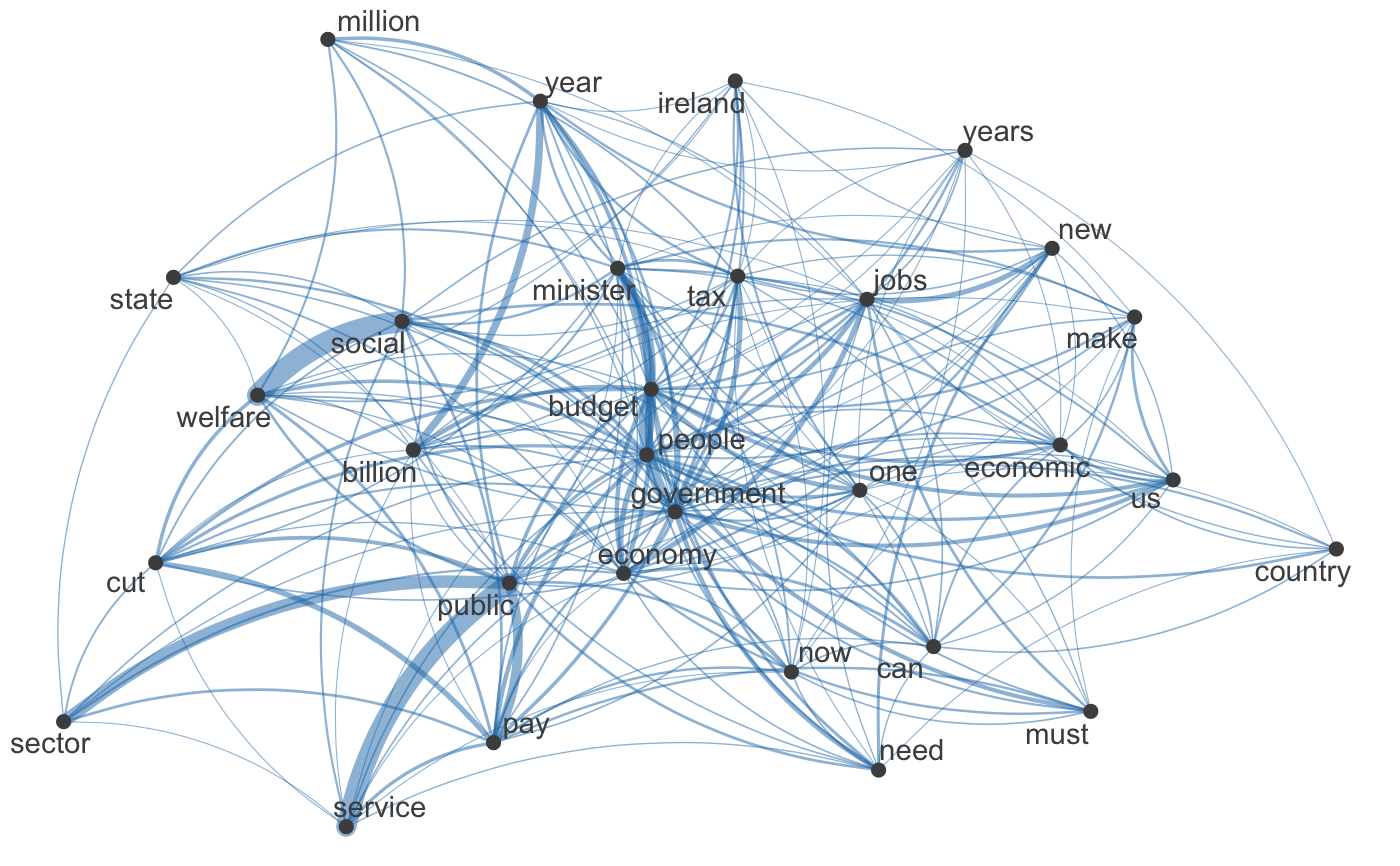 million
year
ireland
years
new
state
minister
tax
jobs
social
make
welfare
budget
people
billion
one
economic
government
us
economy
cut
public
country
now
can
pay
must
sector
need
service